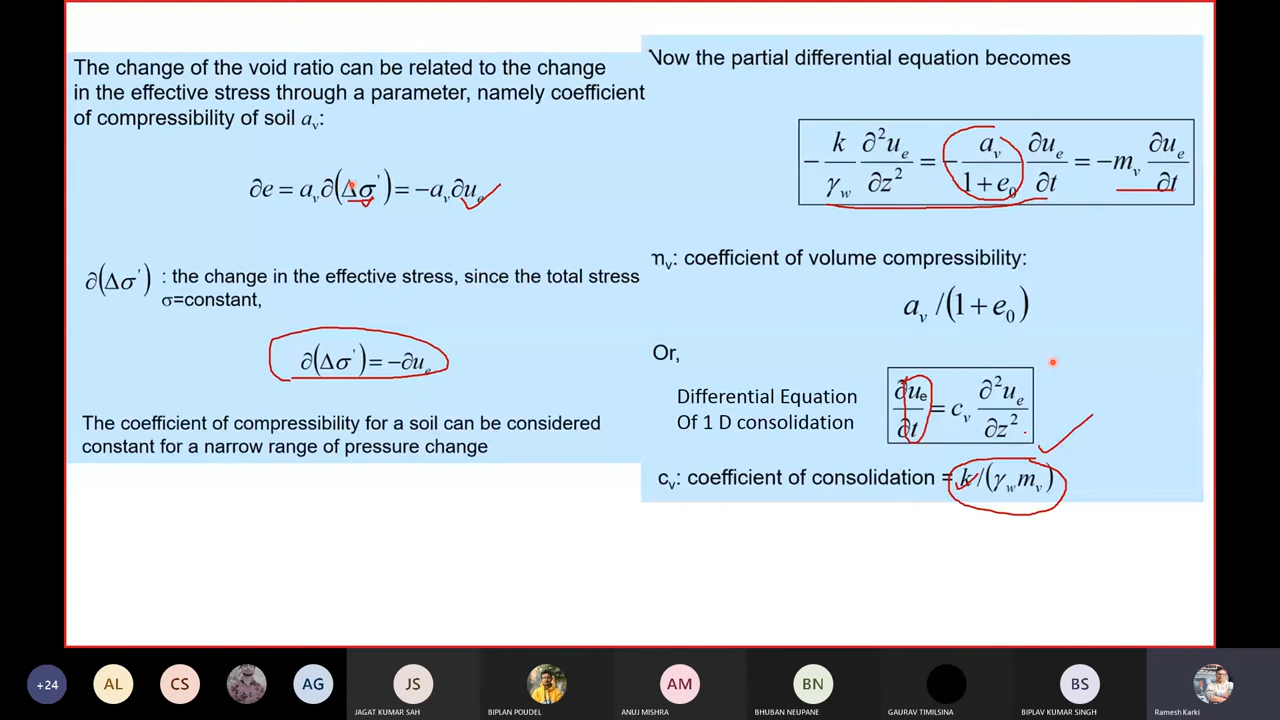 The change of the void ratio can be related to the change
in the effective stress through a parameter, namely coefficient
of compressibility of soil aᵥ:
∂e = aᵥ∂(Δσ') = −aᵥ∂uₑ
∂(Δσ') : the change in the effective stress, since the total stress
σ=constant,
∂(Δσ') = −∂uₑ
The coefficient of compressibility for a soil can be considered
constant for a narrow range of pressure change
Now the partial differential equation becomes
−(k/γ_w)(∂²uₑ/∂z²) = −(aᵥ/(1+e₀))(∂uₑ/∂t) = −mᵥ(∂uₑ/∂t)
mᵥ: coefficient of volume compressibility:
aᵥ/(1+e₀)
Or,
Differential Equation
Of 1 D consolidation
∂uₑ/∂t = cᵥ ∂²uₑ/∂z²
cᵥ: coefficient of consolidation = k/(γ_w mᵥ)
+24
AL
CS
AG
JS
AM
BN
BS
JAGAT KUMAR SAH
BIPLAN POUDEL
ANUJ MISHRA
BHUBAN NEUPANE
GAURAV TIMILSINA
BIPLAV KUMAR SINGH
Ramesh Karki